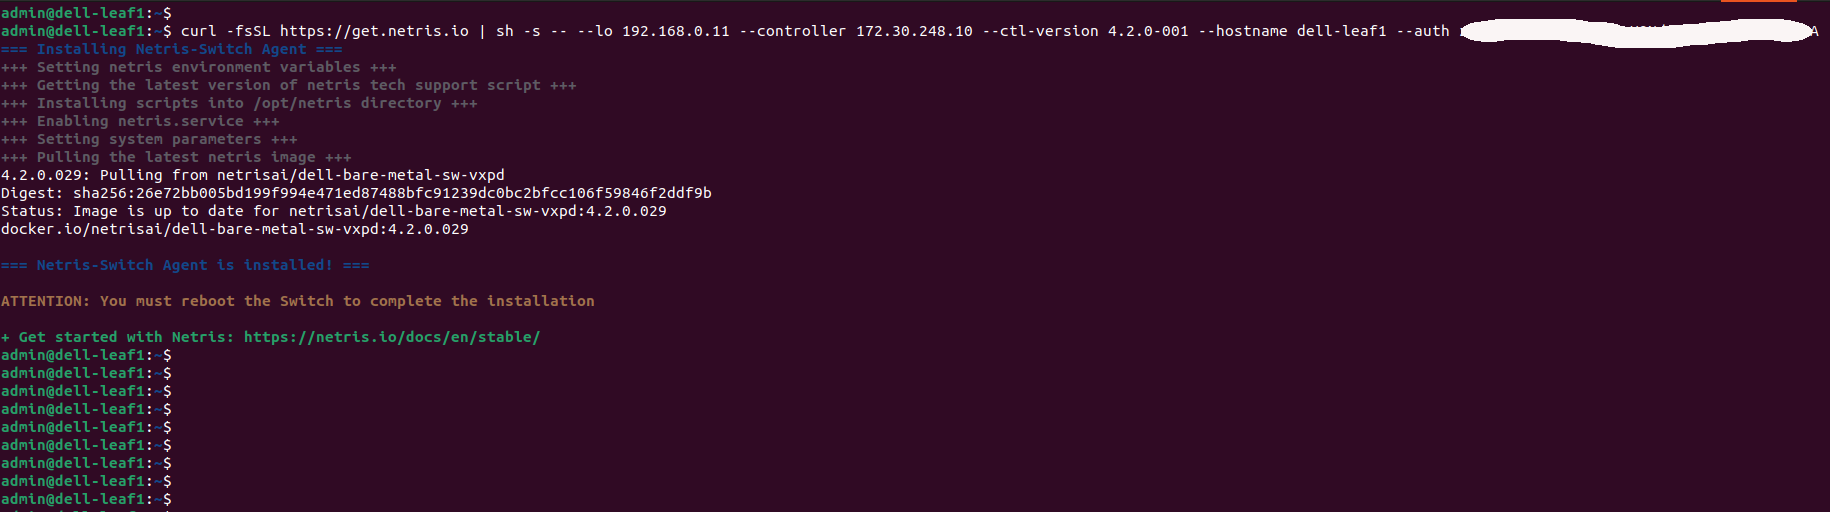 admin@dell-leaf1:~$
admin@dell-leaf1:~$ curl -fsSL https://get.netris.io | sh -s -- --lo 192.168.0.11 --controller 172.30.248.10 --ctl-version 4.2.0-001 --hostname dell-leaf1 --auth A
=== Installing Netris-Switch Agent ===
+++ Setting netris environment variables +++
+++ Getting the latest version of netris tech support script +++
+++ Installing scripts into /opt/netris directory +++
+++ Enabling netris.service +++
+++ Setting system parameters +++
+++ Pulling the latest netris image +++
4.2.0.029: Pulling from netrisai/dell-bare-metal-sw-vxpd
Digest: sha256:26e72bb005bd199f994e471ed87488bfc91239dc0bc2bfcc106f59846f2ddf9b
Status: Image is up to date for netrisai/dell-bare-metal-sw-vxpd:4.2.0.029
docker.io/netrisai/dell-bare-metal-sw-vxpd:4.2.0.029
=== Netris-Switch Agent is installed! ===
ATTENTION: You must reboot the Switch to complete the installation
+ Get started with Netris: https://netris.io/docs/en/stable/
admin@dell-leaf1:~$
admin@dell-leaf1:~$
admin@dell-leaf1:~$
admin@dell-leaf1:~$
admin@dell-leaf1:~$
admin@dell-leaf1:~$
admin@dell-leaf1:~$
admin@dell-leaf1:~$
admin@dell-leaf1:~$